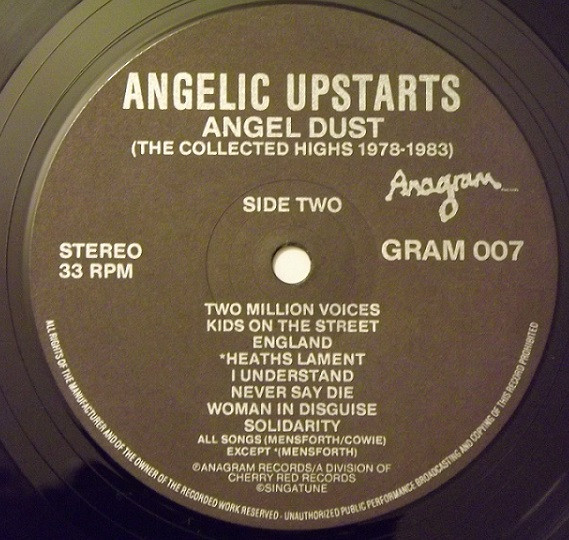 ANGELIC UPSTARTS
ANGEL DUST
(THE COLLECTED HIGHS 1978-1983)
Anagram
SIDE TWO
STEREO
33 RPM
GRAM 007
TWO MILLION VOICES
KIDS ON THE STREET
ENGLAND
*HEATHS LAMENT
I UNDERSTAND
NEVER SAY DIE
WOMAN IN DISGUISE
SOLIDARITY
ALL SONGS (MENSFORTH/COWIE)
EXCEPT *(MENSFORTH)
℗ANAGRAM RECORDS/A DIVISION OF
CHERRY RED RECORDS
©SINGATUNE
ALL RIGHTS OF THE MANUFACTURER AND OF THE OWNER OF THE RECORDED WORK RESERVED - UNAUTHORIZED PUBLIC PERFORMANCE BROADCASTING AND COPYING OF THIS RECORD PROHIBITED